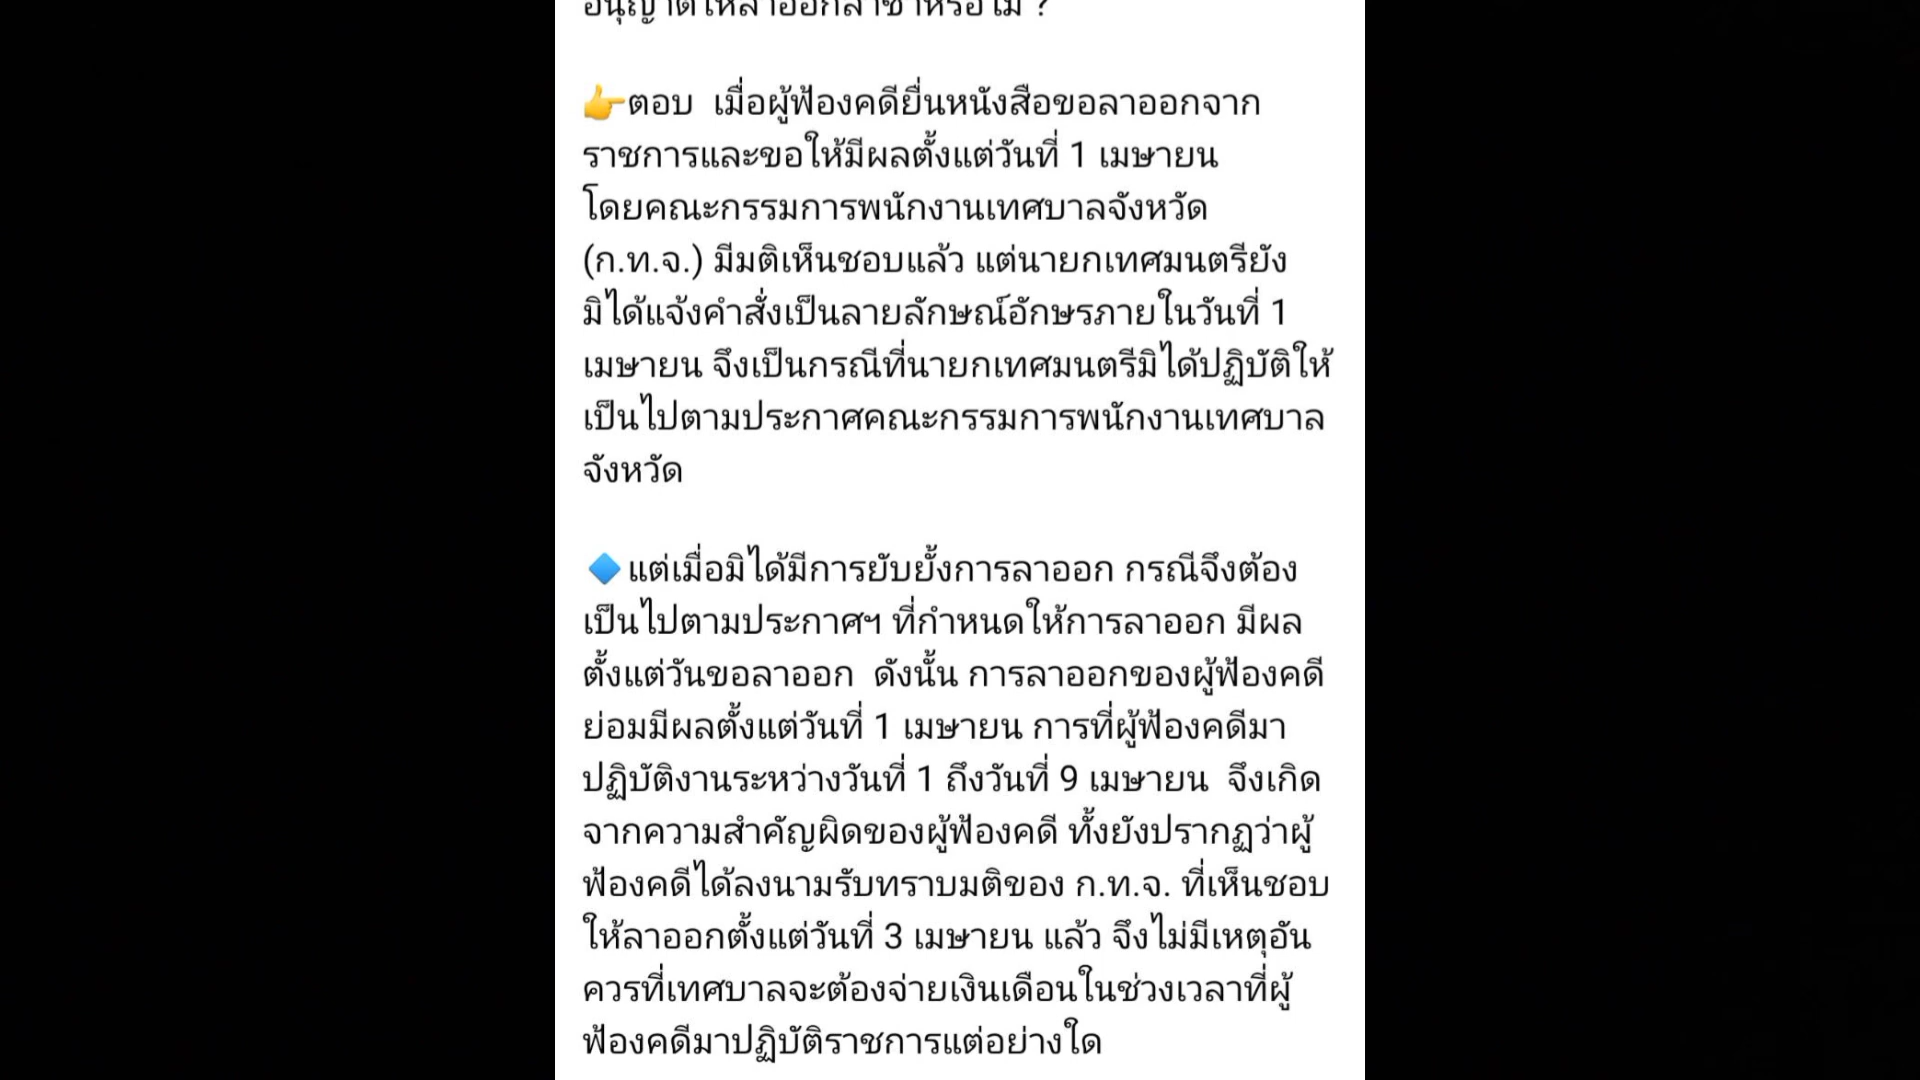 อนุญาตให้ลาออกล่าช้าหรือไม่ ?
👉ตอบ  เมื่อผู้ฟ้องคดียื่นหนังสือขอลาออกจาก
ราชการและขอให้มีผลตั้งแต่วันที่ 1 เมษายน
โดยคณะกรรมการพนักงานเทศบาลจังหวัด
(ก.ท.จ.) มีมติเห็นชอบแล้ว แต่นายกเทศมนตรียัง
มิได้แจ้งคำสั่งเป็นลายลักษณ์อักษรภายในวันที่ 1
เมษายน จึงเป็นกรณีที่นายกเทศมนตรีมิได้ปฏิบัติให้
เป็นไปตามประกาศคณะกรรมการพนักงานเทศบาล
จังหวัด
🔷แต่เมื่อมิได้มีการยับยั้งการลาออก กรณีจึงต้อง
เป็นไปตามประกาศฯ ที่กำหนดให้การลาออก มีผล
ตั้งแต่วันขอลาออก  ดังนั้น การลาออกของผู้ฟ้องคดี
ย่อมมีผลตั้งแต่วันที่ 1 เมษายน การที่ผู้ฟ้องคดีมา
ปฏิบัติงานระหว่างวันที่ 1 ถึงวันที่ 9 เมษายน  จึงเกิด
จากความสำคัญผิดของผู้ฟ้องคดี ทั้งยังปรากฏว่าผู้
ฟ้องคดีได้ลงนามรับทราบมติของ ก.ท.จ. ที่เห็นชอบ
ให้ลาออกตั้งแต่วันที่ 3 เมษายน แล้ว จึงไม่มีเหตุอัน
ควรที่เทศบาลจะต้องจ่ายเงินเดือนในช่วงเวลาที่ผู้
ฟ้องคดีมาปฏิบัติราชการแต่อย่างใด